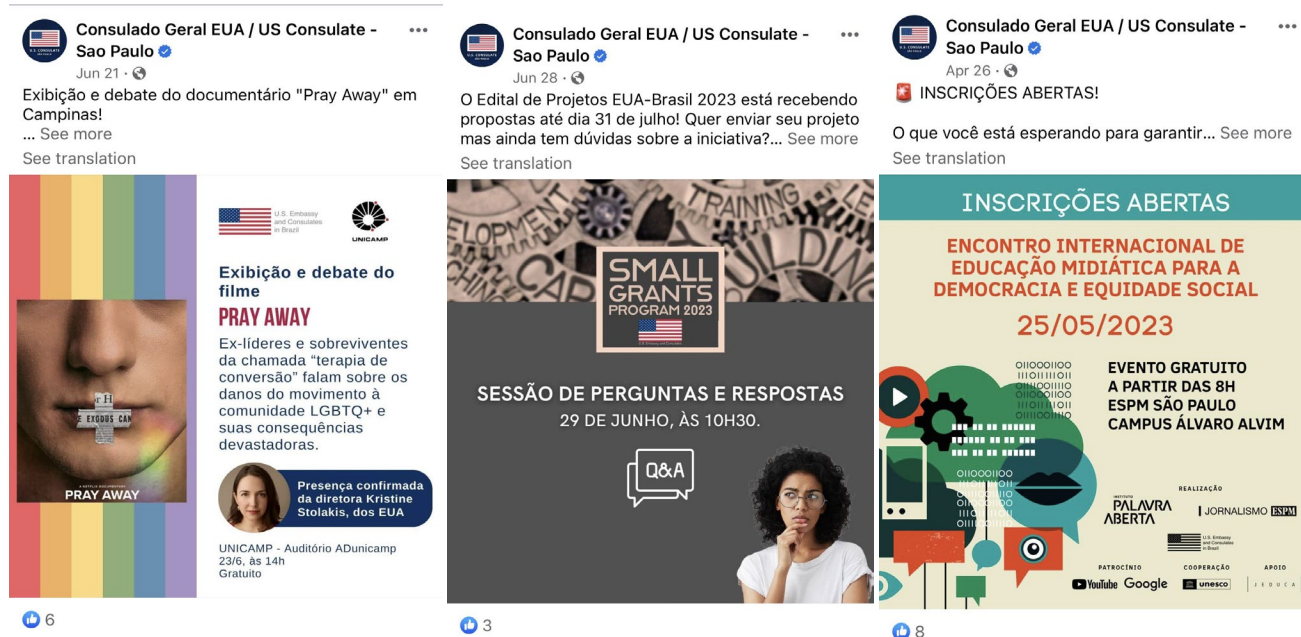 Consulado Geral EUA / US Consulate -
Sao Paulo
Jun 21 ·
Exibição e debate do documentário "Pray Away" em
Campinas!
... See more
See translation
U.S. Embassy
and Consulates
in Brazil
UNICAMP
Exibição e debate do
filme
PRAY AWAY
Ex-líderes e sobreviventes
da chamada “terapia de
conversão” falam sobre os
danos do movimento à
comunidade LGBTQ+ e
suas consequências
devastadoras.
E EXODUS CAN
A NETFLIX DOCUMENTARY
PRAY AWAY
Presença confirmada
da diretora Kristine
Stolakis, dos EUA
UNICAMP - Auditório ADunicamp
23/6, às 14h
Gratuito
6
Consulado Geral EUA / US Consulate -
Sao Paulo
Jun 28 ·
O Edital de Projetos EUA-Brasil 2023 está recebendo
propostas até dia 31 de julho! Quer enviar seu projeto
mas ainda tem dúvidas sobre a iniciativa?... See more
See translation
TRAINING
SMALL
GRANTS
PROGRAM 2023
SESSÃO DE PERGUNTAS E RESPOSTAS
29 DE JUNHO, ÀS 10H30.
Q&A
3
Consulado Geral EUA / US Consulate -
Sao Paulo
Apr 26 ·
INSCRIÇÕES ABERTAS!
O que você está esperando para garantir... See more
See translation
INSCRIÇÕES ABERTAS
ENCONTRO INTERNACIONAL DE
EDUCAÇÃO MIDIÁTICA PARA A
DEMOCRACIA E EQUIDADE SOCIAL
25/05/2023
EVENTO GRATUITO
A PARTIR DAS 8H
ESPM SÃO PAULO
CAMPUS ÁLVARO ALVIM
REALIZAÇÃO
INSTITUTO
PALAVRA
ABERTA
JORNALISMO ESPM
U.S. Embassy
and Consulates
in Brazil
PATROCÍNIO
COOPERAÇÃO
APOIO
YouTube Google
unesco
JEDUCA
8